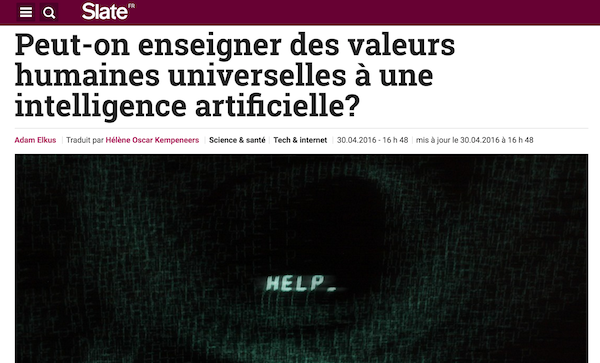 Slate FR
Peut-on enseigner des valeurs
humaines universelles à une
intelligence artificielle?
Adam Elkus | Traduit par Hélène Oscar Kempeneers | Science & santé | Tech & internet | 30.04.2016 - 16 h 48 | mis à jour le 30.04.2016 à 16 h 48
HELP_